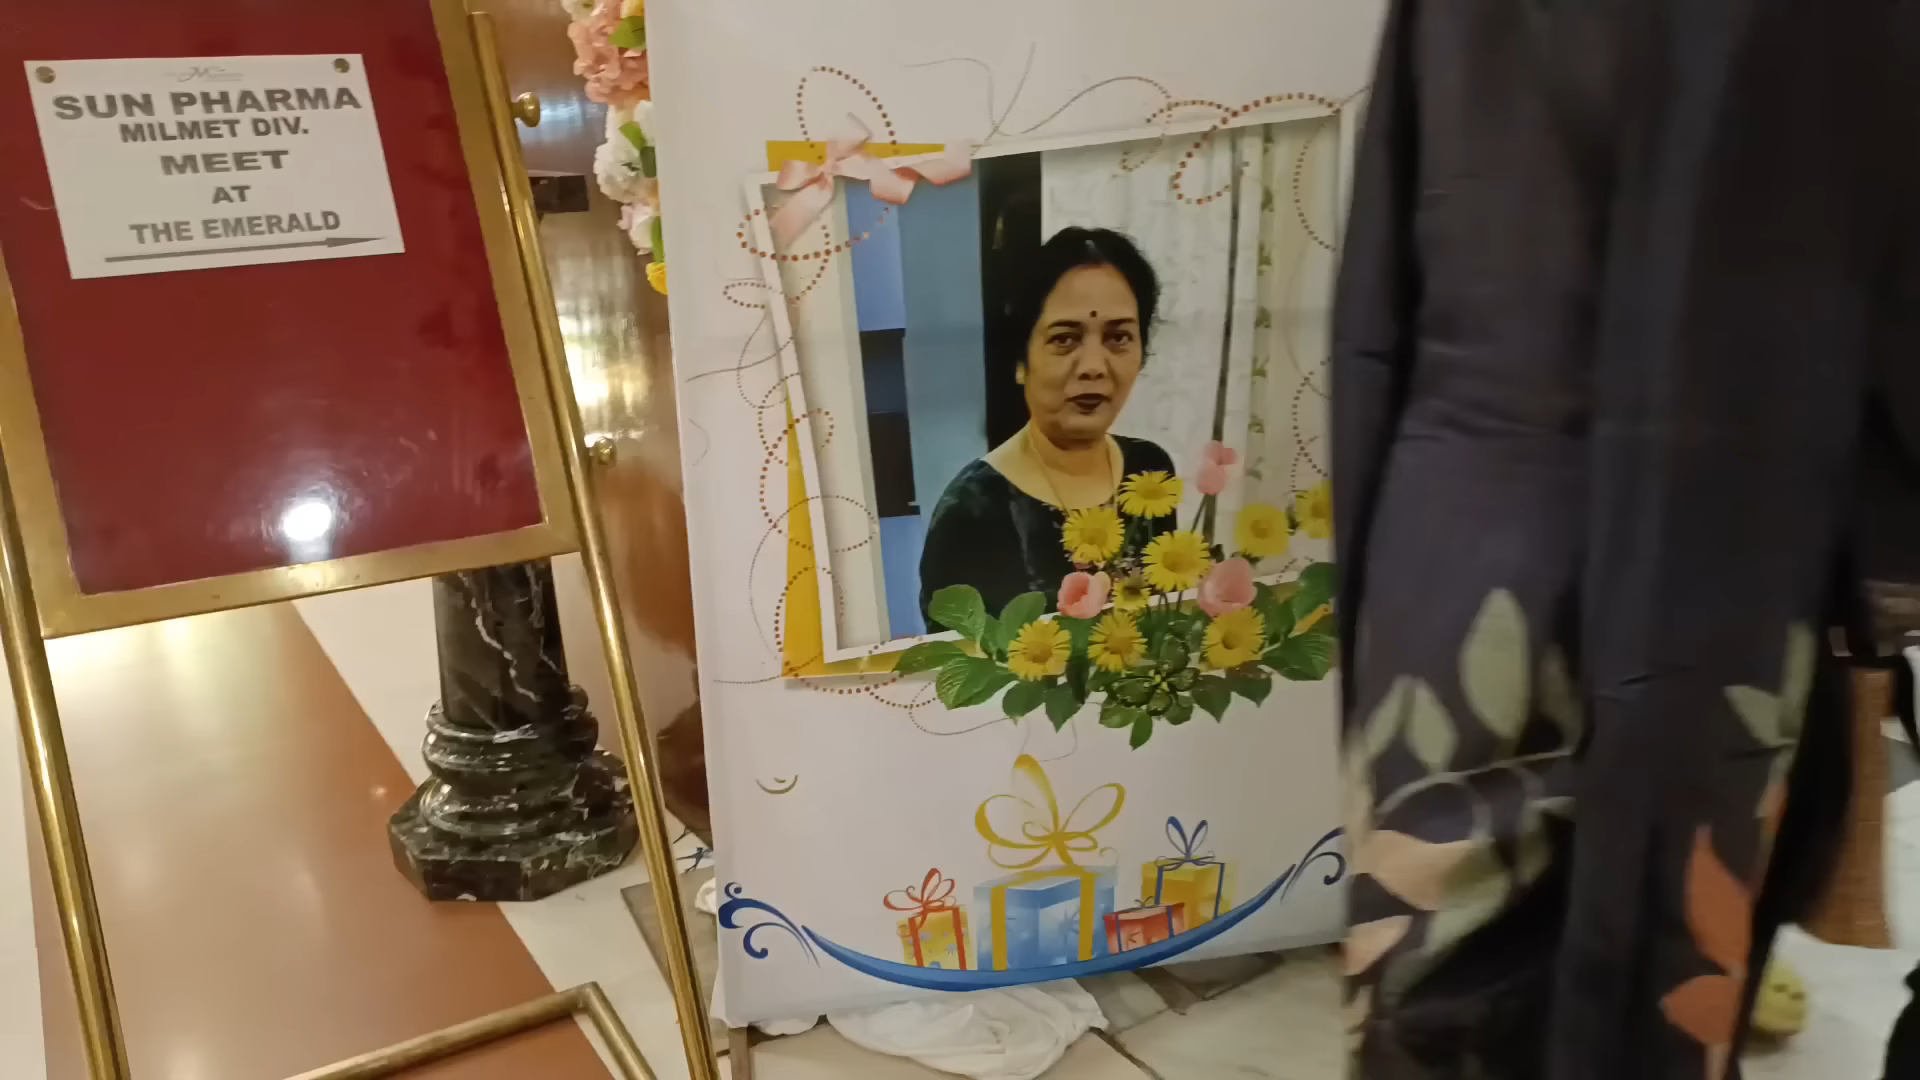 SUN PHARMA
MILMET DIV.
MEET
AT
THE EMERALD